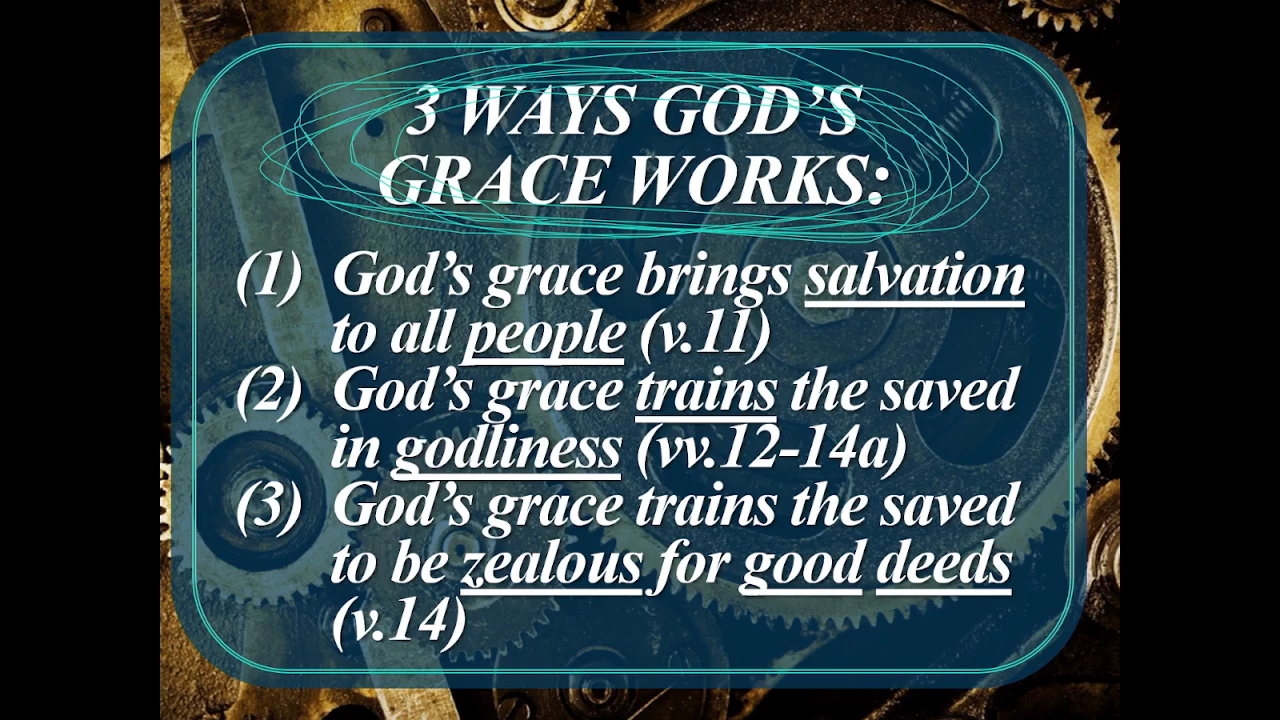 3 WAYS GOD’S
GRACE WORKS:
(1) God’s grace brings salvation
to all people (v.11)
(2) God’s grace trains the saved
in godliness (vv.12-14a)
(3) God’s grace trains the saved
to be zealous for good deeds
(v.14)